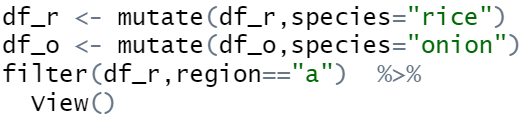 df_r <- mutate(df_r,species="rice")
df_o <- mutate(df_o,species="onion")
filter(df_r,region=="a")  %>%
  View()